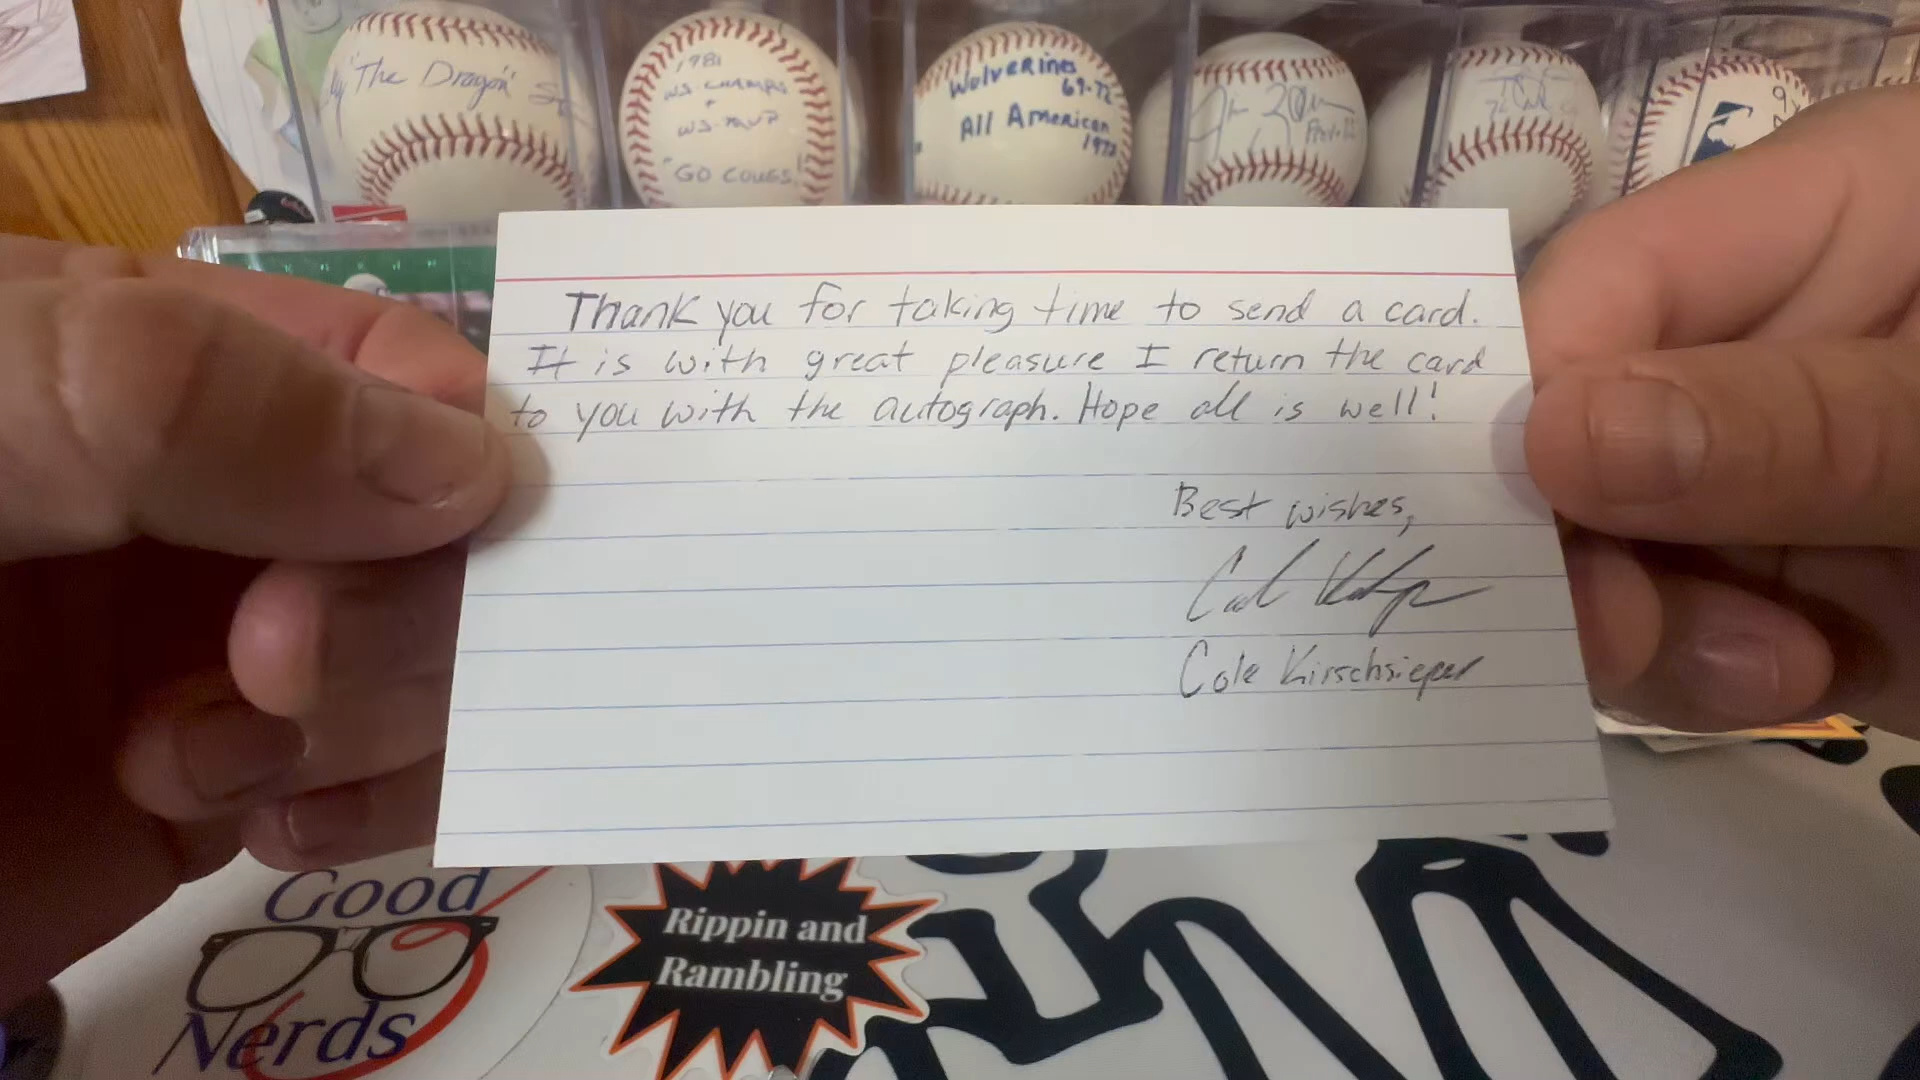 "The Dragon"
1981
WS CHAMPS
+
WS-MVP
"GO COUGS!"
Wolverines
69-72
All American
1972
Thank you for taking time to send a card.
It is with great pleasure I return the card
to you with the autograph. Hope all is well!
Best wishes,
Cole Kirschsieper
Good
Nerds
Rippin and
Rambling